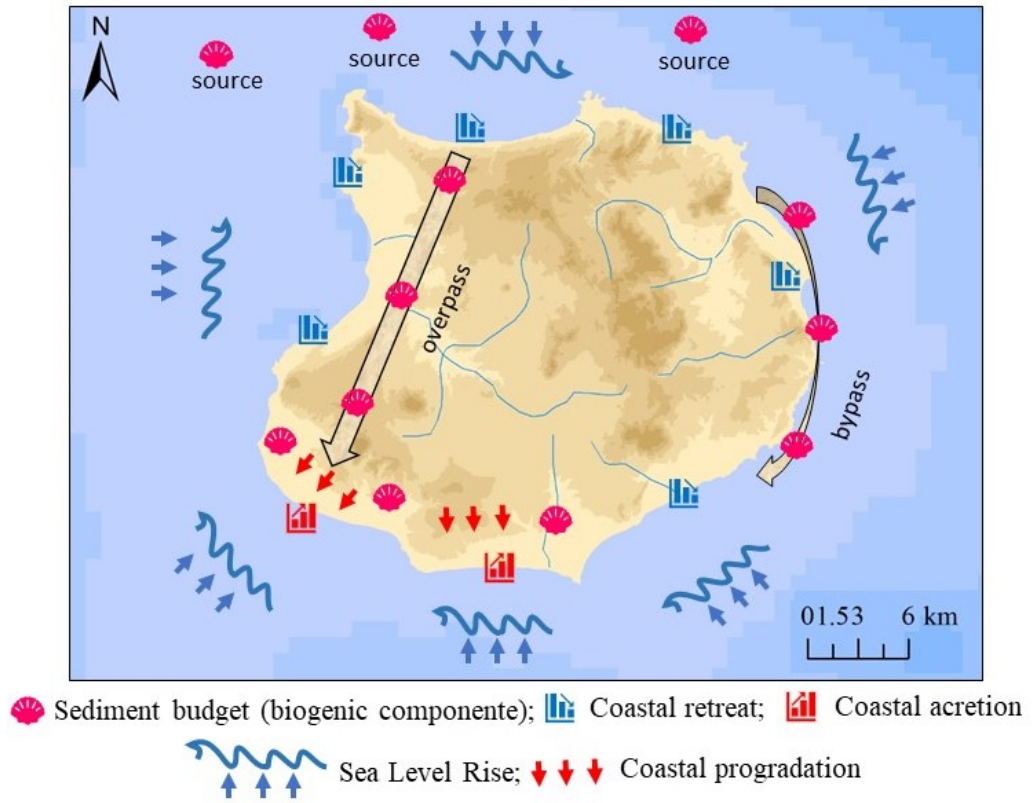 N
source
source
source
overpass
bypass
01.53 6 km
Sediment budget (biogenic componente); Coastal retreat; Coastal acretion
Sea Level Rise; Coastal progradation